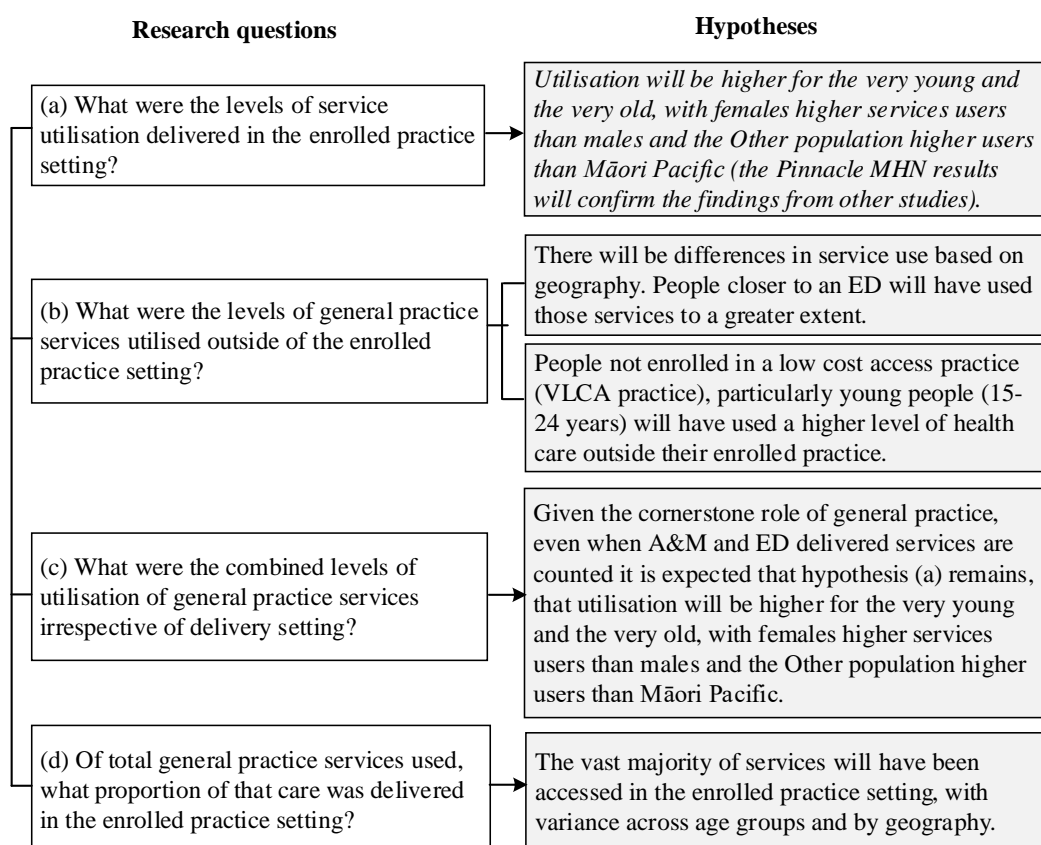 Research questions
Hypotheses
(a) What were the levels of service
utilisation delivered in the enrolled practice
setting?
Utilisation will be higher for the very young and
the very old, with females higher services users
than males and the Other population higher users
than Māori Pacific (the Pinnacle MHN results
will confirm the findings from other studies).
(b) What were the levels of general practice
services utilised outside of the enrolled
practice setting?
There will be differences in service use based on
geography. People closer to an ED will have used
those services to a greater extent.
People not enrolled in a low cost access practice
(VLCA practice), particularly young people (15-
24 years) will have used a higher level of health
care outside their enrolled practice.
(c) What were the combined levels of
utilisation of general practice services
irrespective of delivery setting?
Given the cornerstone role of general practice,
even when A&M and ED delivered services are
counted it is expected that hypothesis (a) remains,
that utilisation will be higher for the very young
and the very old, with females higher services
users than males and the Other population higher
users than Māori Pacific.
(d) Of total general practice services used,
what proportion of that care was delivered
in the enrolled practice setting?
The vast majority of services will have been
accessed in the enrolled practice setting, with
variance across age groups and by geography.